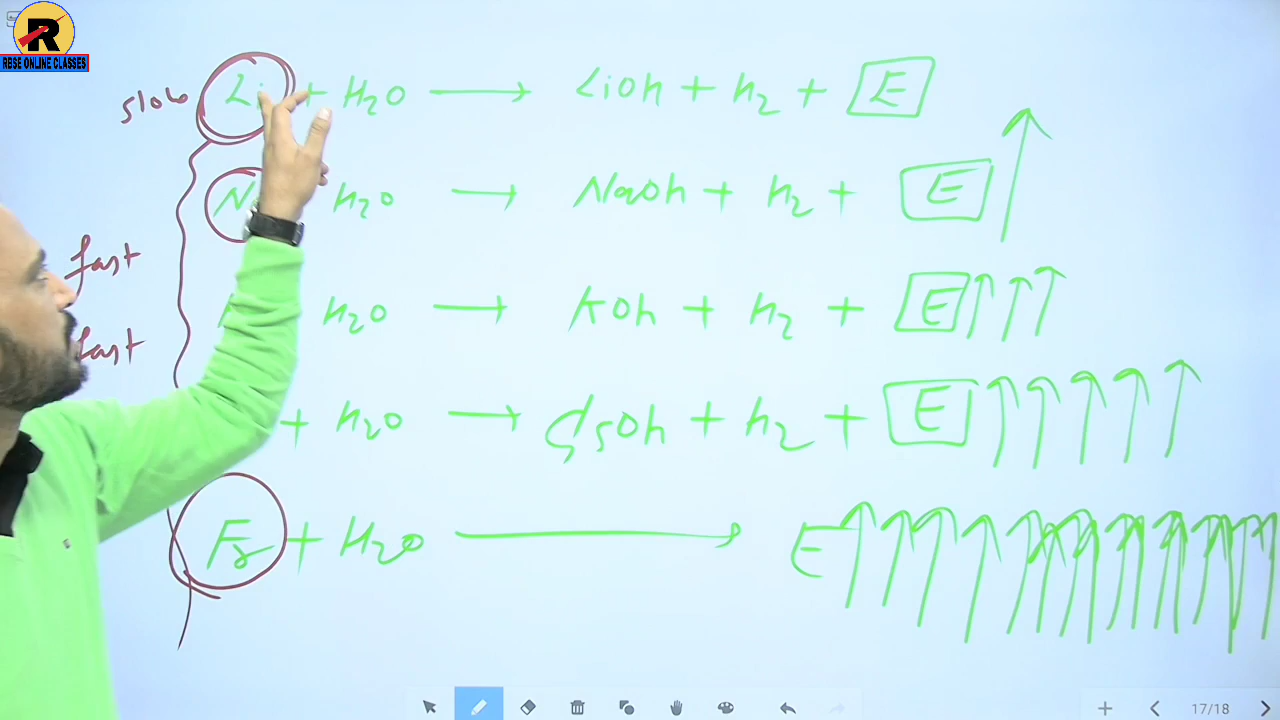 R
RBSE ONLINE CLASSES
slow Li + H2O → LiOh + h2 + E
h2O → NaOh + h2 + E ↑
fast
h2O → KOh + h2 + E ↑↑↑
fast
+ h2O → + h2 + E ↑↑↑↑↑
Fr + H2O → E ↑↑↑↑↑↑↑↑↑↑↑↑↑
17/18